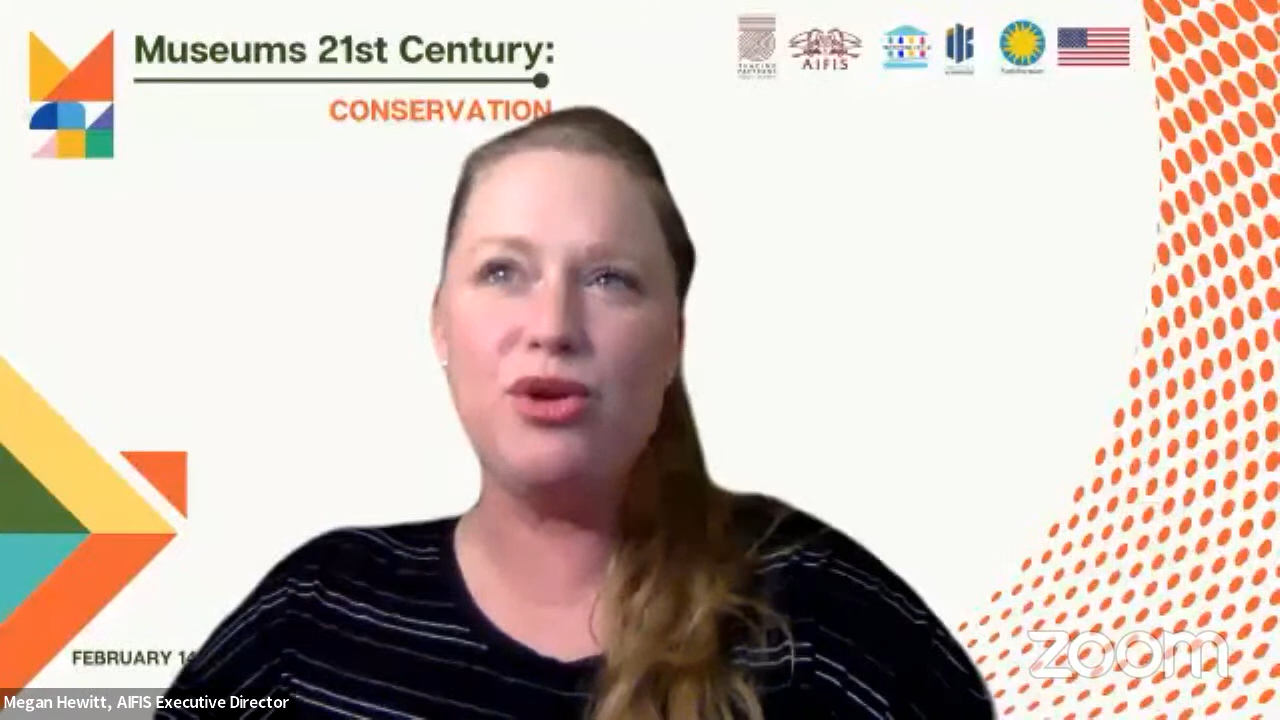 Museums 21st Century:
CONSERVATION
AIFIS
FEBRUARY 14
zoom
Megan Hewitt, AIFIS Executive Director